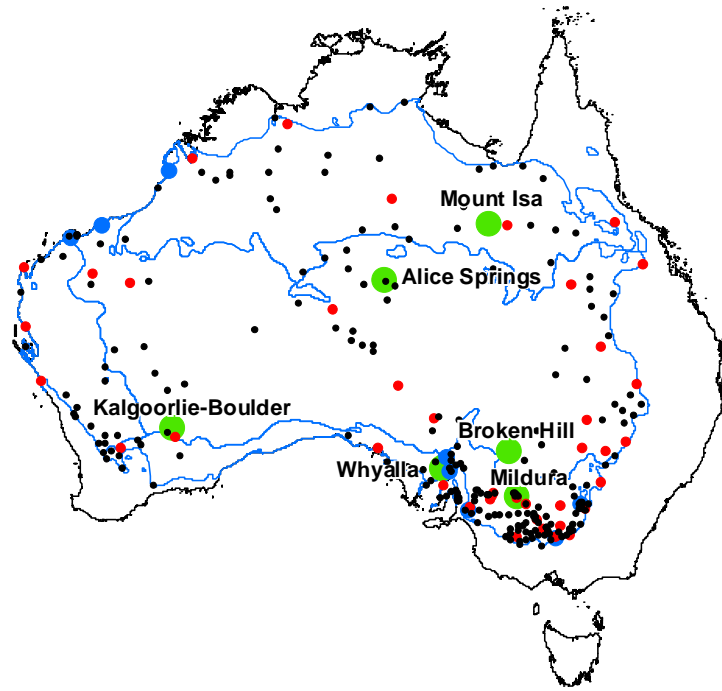 Mount Isa
Alice Springs
Kalgoorlie-Boulder
Broken Hill
Whyalla
Mildura